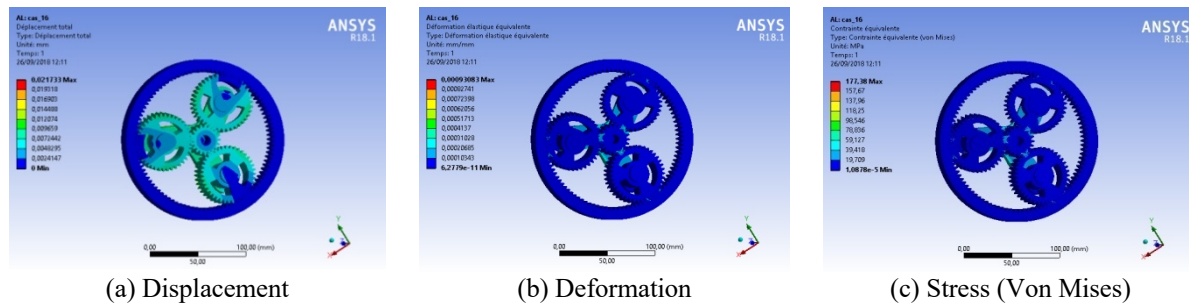 AL: cas_16
Déplacement total
Type: Déplacement total
Unité: mm
Temps: 1
26/09/2018 12:11
0,021733 Max
0,019318
0,016903
0,014488
0,012074
0,009659
0,0072442
0,0048295
0,0024147
0 Min
ANSYS
R18.1
0,00
50,00
100,00 (mm)
Y
X
(a) Displacement
AL: cas_16
Déformation élastique équivalente
Type: Déformation élastique équivalente
Unité: mm/mm
Temps: 1
26/09/2018 12:11
0,00093083 Max
0,00072398
0,00062056
0,00051713
0,0004137
0,00031028
0,00020685
0,00010343
6,2779e-11 Min
ANSYS
R18.1
0,00
50,00
100,00 (mm)
Y
X
(b) Deformation
AL: cas_16
Contrainte équivalente
Type: Contrainte équivalente (von Mises)
Unité: MPa
Temps: 1
26/09/2018 12:11
177,38 Max
157,67
137,96
118,25
98,546
78,836
59,127
39,418
19,709
1,0878e-5 Min
ANSYS
R18.1
0,00
50,00
100,00 (mm)
Y
X
(c) Stress (Von Mises)